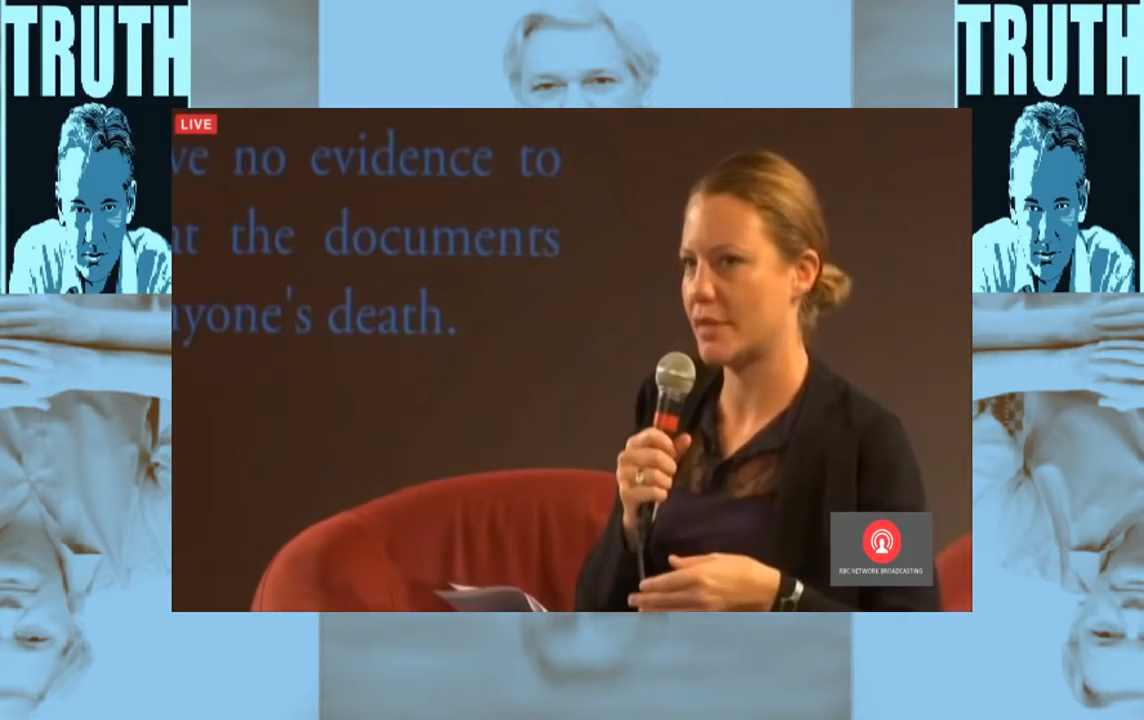 TRUTH
TRUTH
LIVE
ve no evidence to
at the documents
nyone's death.
RBC NETWORK BROADCASTING